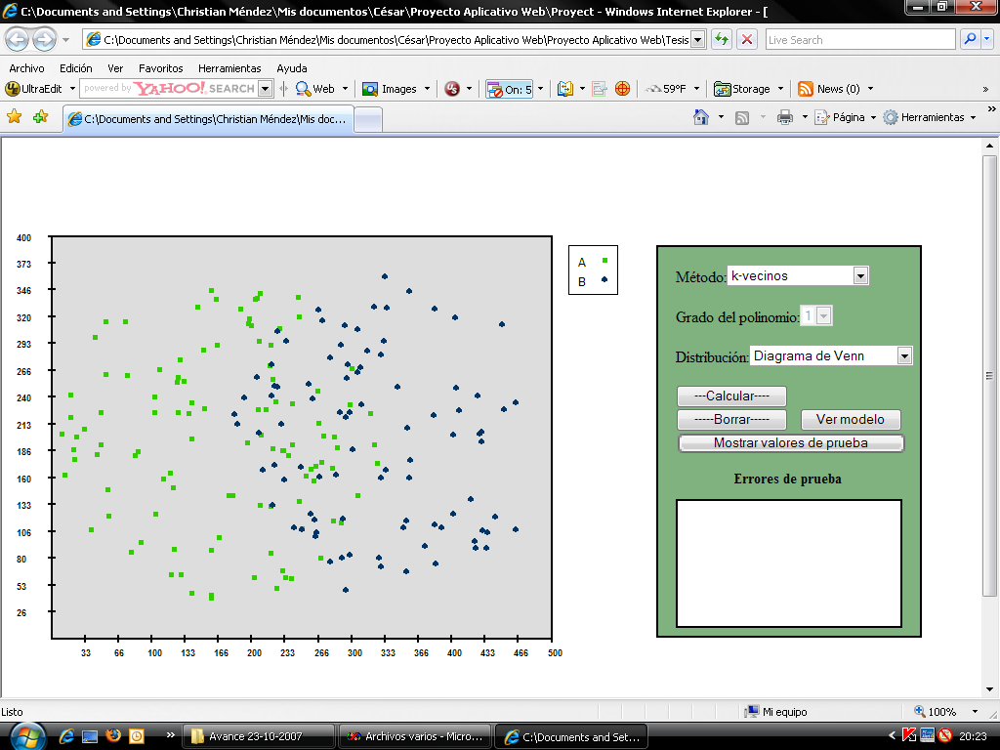 C:\Documents and Settings\Christian Méndez\Mis documentos\César\Proyecto Aplicativo Web\Proyect - Windows Internet Explorer - [
C:\Documents and Settings\Christian Méndez\Mis documentos\César\Proyecto Aplicativo Web\Proyecto Aplicativo Web\Tesis
Live Search
Archivo Edición Ver Favoritos Herramientas Ayuda
UltraEdit powered by YAHOO! SEARCH Web Images On: 5 59°F Storage News (0) »
C:\Documents and Settings\Christian Méndez\Mis doc... Página Herramientas »
400
373
346
320
293
266
240
213
186
160
133
106
80
53
26
33 66 100 133 166 200 233 266 300 333 366 400 433 466 500
A
B
Método: k-vecinos
Grado del polinomio: 1
Distribución: Diagrama de Venn
---Calcular----
-----Borrar----- Ver modelo
Mostrar valores de prueba
Errores de prueba
Listo Mi equipo 100%
» Avance 23-10-2007 Archivos varios - Micro... C:\Documents and Set... 20:23